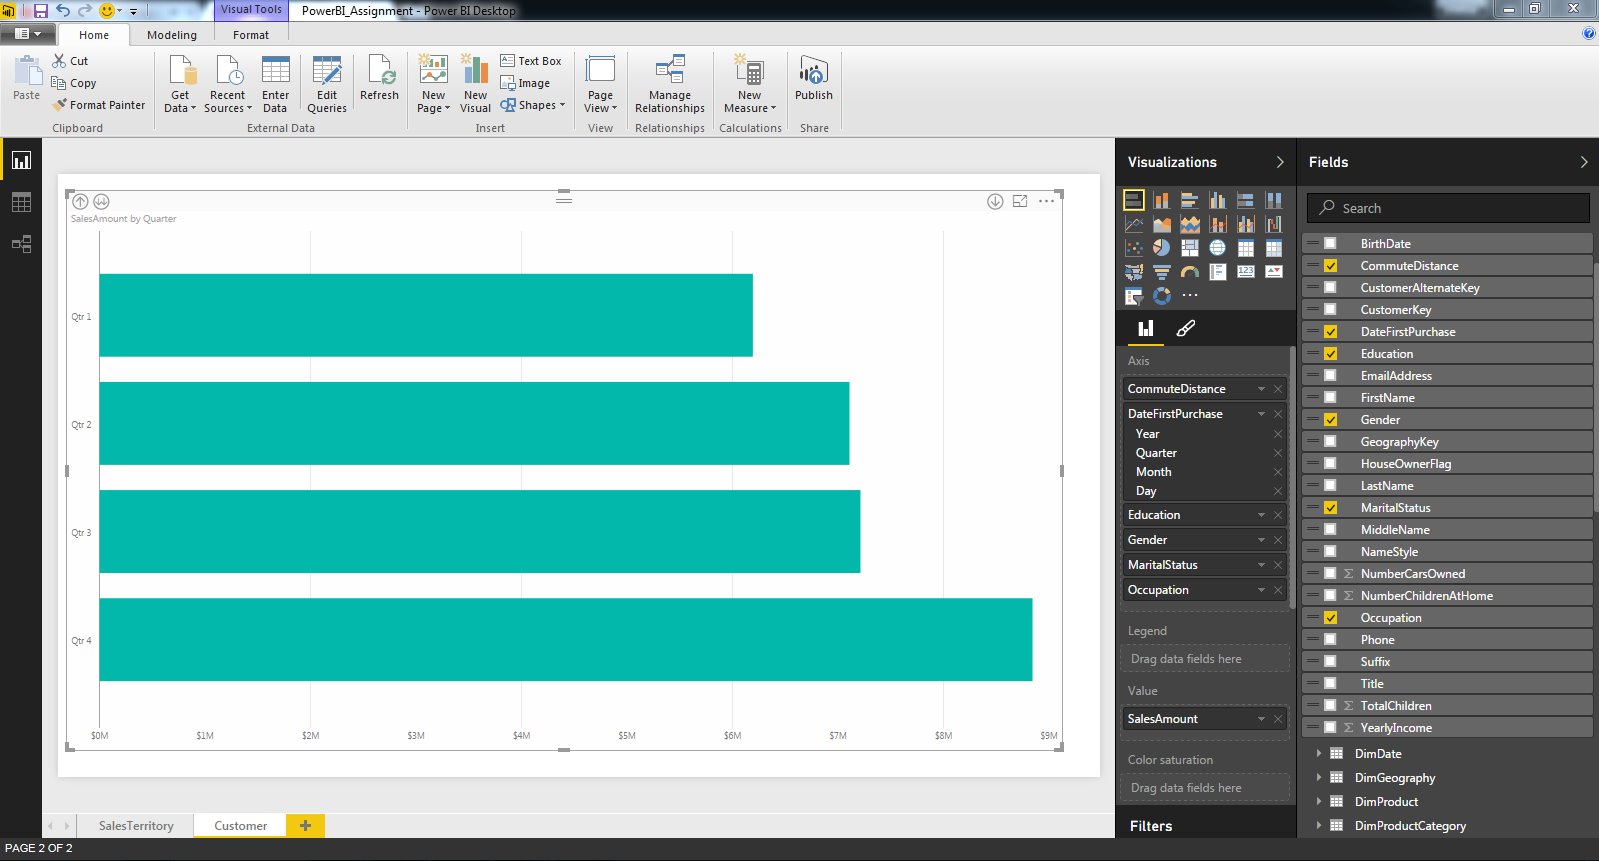 Visual Tools
PowerBI_Assignment - Power BI Desktop
Home Modeling Format
Paste
Cut
Copy
Format Painter
Clipboard
Get Data
Recent Sources
Enter Data
Edit Queries
Refresh
External Data
New Page
New Visual
Text Box
Image
Shapes
Insert
Page View
View
Manage Relationships
Relationships
New Measure
Calculations
Publish
Share
SalesAmount by Quarter
Qtr 1
Qtr 2
Qtr 3
Qtr 4
$0M $1M $2M $3M $4M $5M $6M $7M $8M $9M
SalesTerritory Customer
PAGE 2 OF 2
Visualizations
123
Axis
CommuteDistance
DateFirstPurchase
Year
Quarter
Month
Day
Education
Gender
MaritalStatus
Occupation
Legend
Drag data fields here
Value
SalesAmount
Color saturation
Drag data fields here
Filters
Fields
Search
BirthDate
CommuteDistance
CustomerAlternateKey
CustomerKey
DateFirstPurchase
Education
EmailAddress
FirstName
Gender
GeographyKey
HouseOwnerFlag
LastName
MaritalStatus
MiddleName
NameStyle
Σ NumberCarsOwned
Σ NumberChildrenAtHome
Occupation
Phone
Suffix
Title
Σ TotalChildren
Σ YearlyIncome
DimDate
DimGeography
DimProduct
DimProductCategory